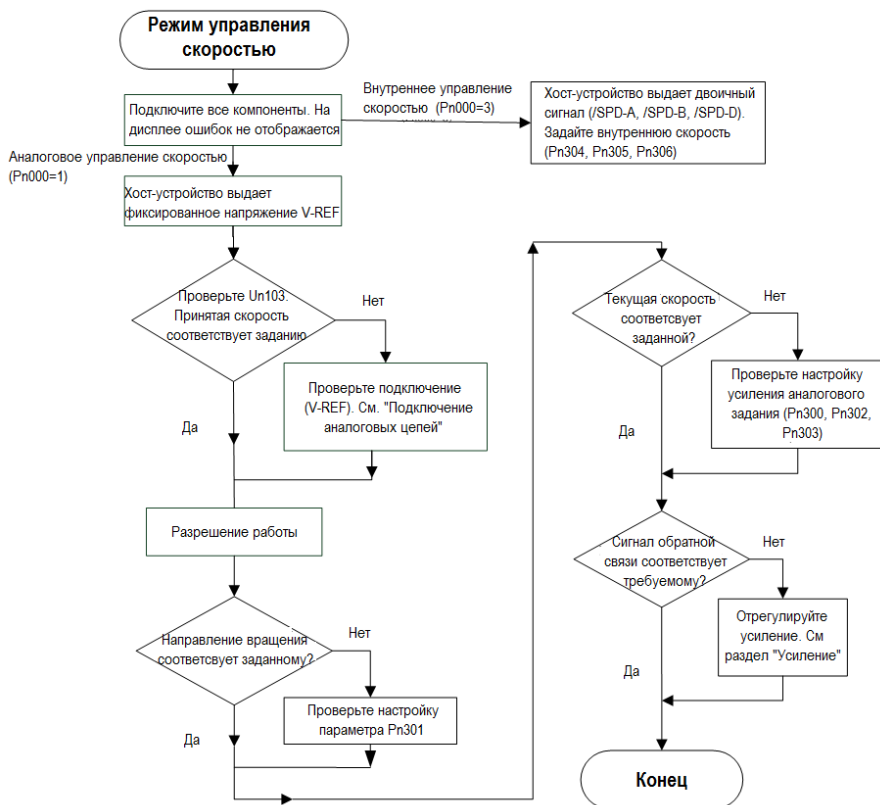 Режим управления
скоростью
Подключите все компоненты. На
дисплее ошибок не отображается
Внутреннее управление
скоростью (Pn000=3)
Хост-устройство выдает двоичный
сигнал (/SPD-A, /SPD-B, /SPD-D).
Задайте внутреннюю скорость
(Pn304, Pn305, Pn306)
Аналоговое управление скоростью
(Pn000=1)
Хост-устройство выдает
фиксированное напряжение V-REF
Проверьте Un103.
Принятая скорость
соответствует заданию
Нет
Проверьте подключение
(V-REF). См. "Подключение
аналоговых цепей"
Да
Разрешение работы
Направление вращения
соответсвует заданному?
Нет
Проверьте настройку
параметра Pn301
Да
Текущая скорость
соответсвует
заданной?
Нет
Проверьте настройку
усиления аналогового
задания (Pn300, Pn302,
Pn303)
Да
Сигнал обратной
связи соответствует
требуемому?
Нет
Отрегулируйте
усиление. См
раздел "Усиление"
Да
Конец